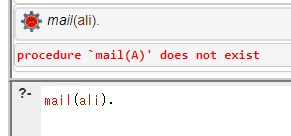 mail(ali).
procedure `mail(A)' does not exist
?- mail(ali).